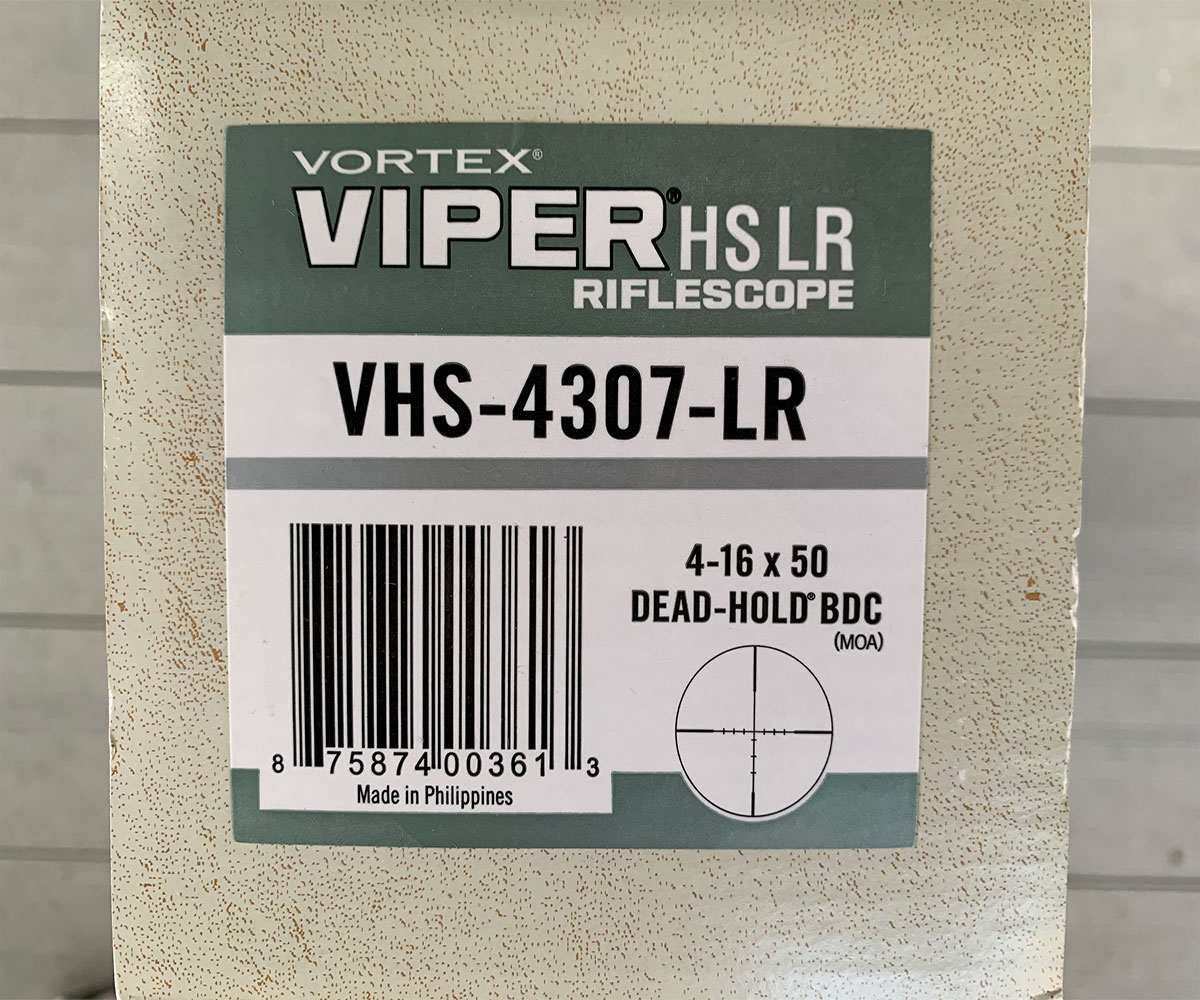 VORTEX®
VIPER® HS LR
RIFLESCOPE
VHS-4307-LR
4-16 x 50
DEAD-HOLD® BDC
(MOA)
8 75874 00361 3
Made in Philippines